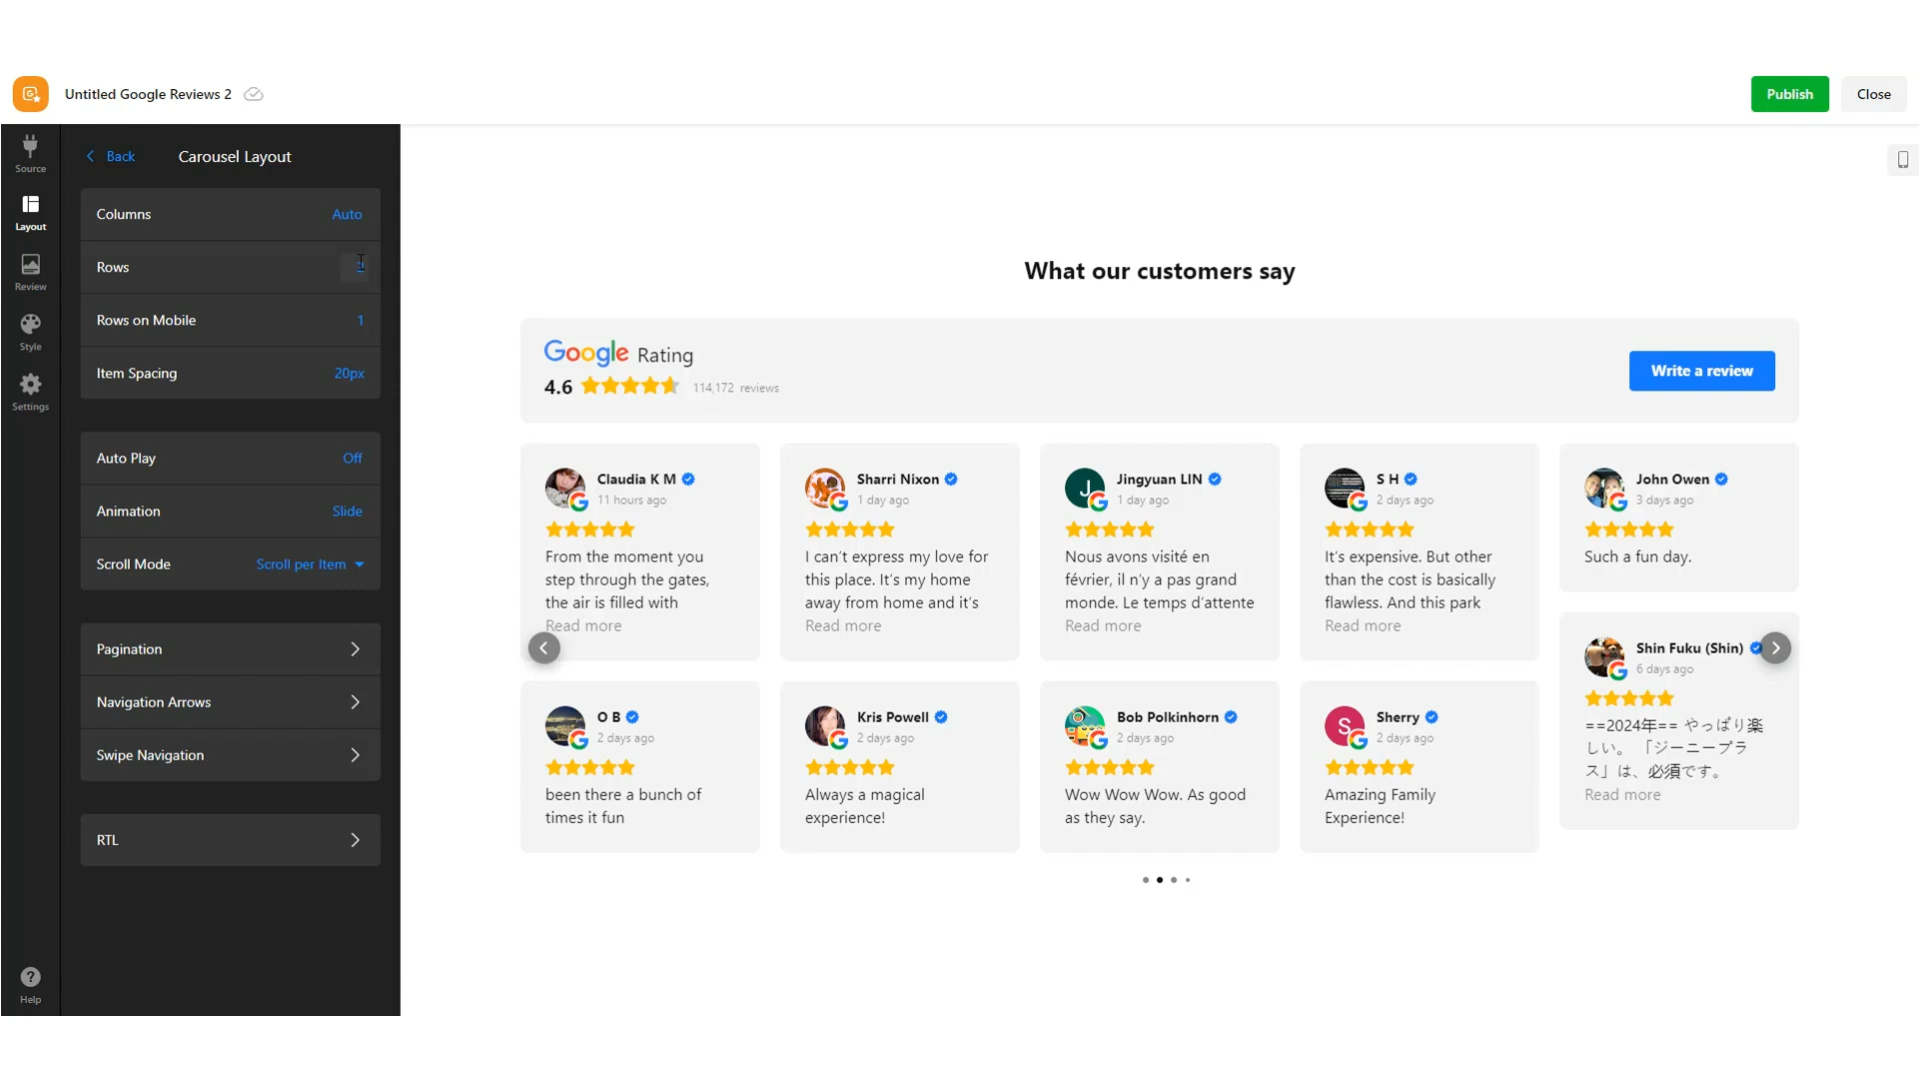 Untitled Google Reviews 2
Publish
Close
Source
Layout
Review
Style
Settings
Help
Back
Carousel Layout
Columns
Auto
Rows
2
Rows on Mobile
1
Item Spacing
20px
Auto Play
Off
Animation
Slide
Scroll Mode
Scroll per Item
Pagination
Navigation Arrows
Swipe Navigation
RTL
What our customers say
Google Rating
4.6
114,172 reviews
Write a review
Claudia K M
11 hours ago
From the moment you
step through the gates,
the air is filled with
Read more
Sharri Nixon
1 day ago
I can't express my love for
this place. It's my home
away from home and it's
Read more
J
Jingyuan LIN
1 day ago
Nous avons visité en
février, il n'y a pas grand
monde. Le temps d'attente
Read more
S H
2 days ago
It's expensive. But other
than the cost is basically
flawless. And this park
Read more
John Owen
3 days ago
Such a fun day.
O B
2 days ago
been there a bunch of
times it fun
Kris Powell
2 days ago
Always a magical
experience!
Bob Polkinhorn
2 days ago
Wow Wow Wow. As good
as they say.
S
Sherry
2 days ago
Amazing Family
Experience!
Shin Fuku (Shin)
6 days ago
==2024年== やっぱり楽
しい。 「ジーニープラ
ス」は、必須です。
Read more